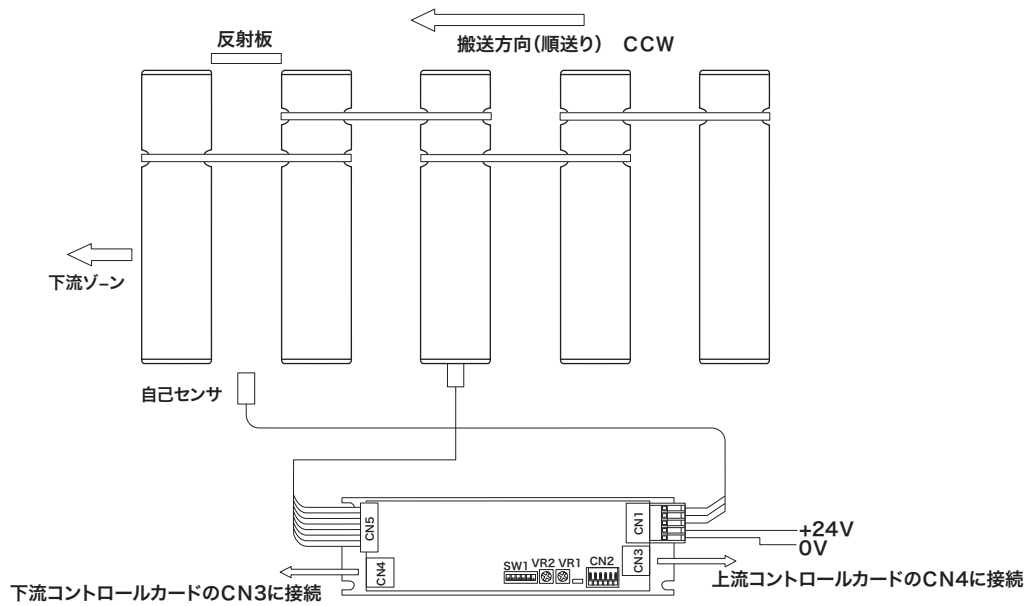 反射板
搬送方向（順送り） CCW
下流ゾーン
自己センサ
CN5
CN1
+24V
0V
CN4
SW1 VR2 VR1 CN2
CN3
下流コントロールカードのCN3に接続
上流コントロールカードのCN4に接続